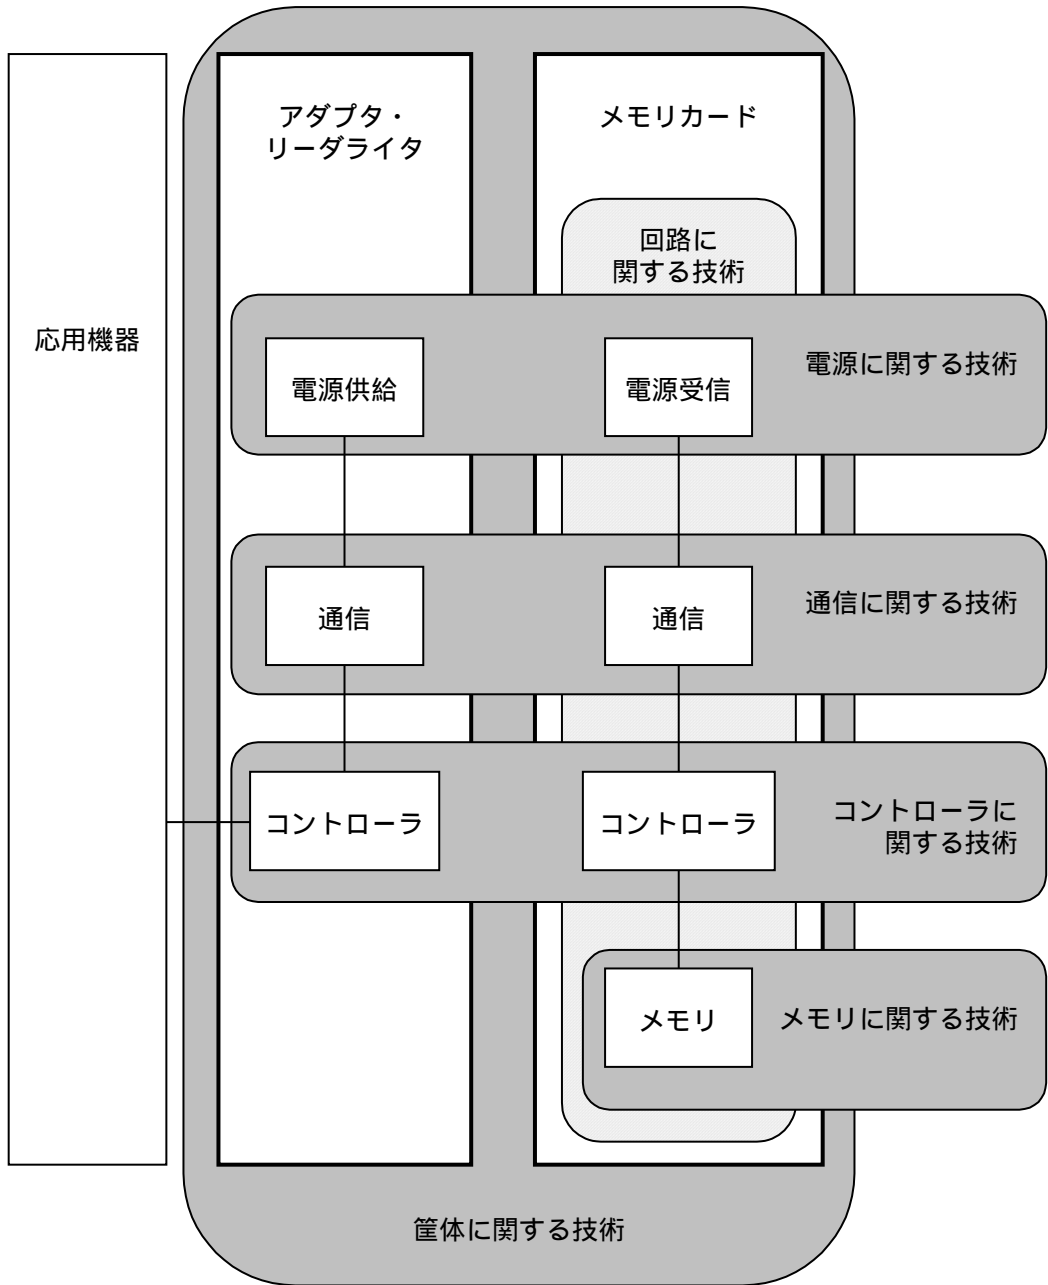 アダプタ・
リーダライタ
メモリカード
回路に
関する技術
応用機器
電源供給
電源受信
電源に関する技術
通信
通信
通信に関する技術
コントローラ
コントローラ
コントローラに
関する技術
メモリ
メモリに関する技術
筐体に関する技術